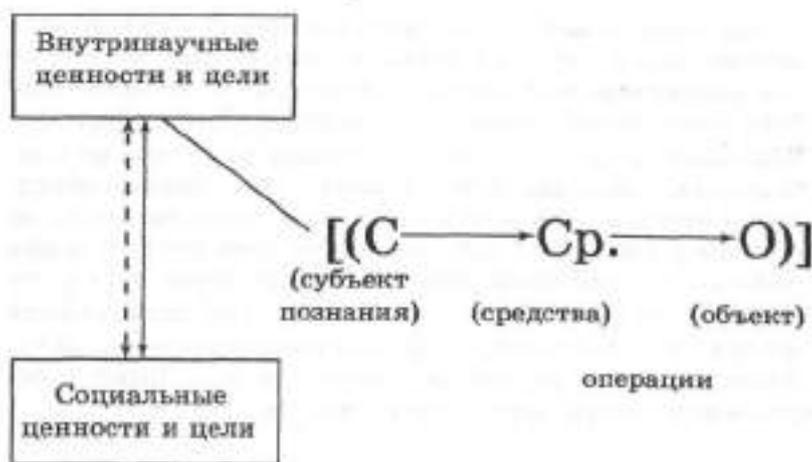 Внутринаучные
ценности и цели
[(С Ср. О)]
(субъект
познания) (средства) (объект)
операции
Социальные
ценности и цели